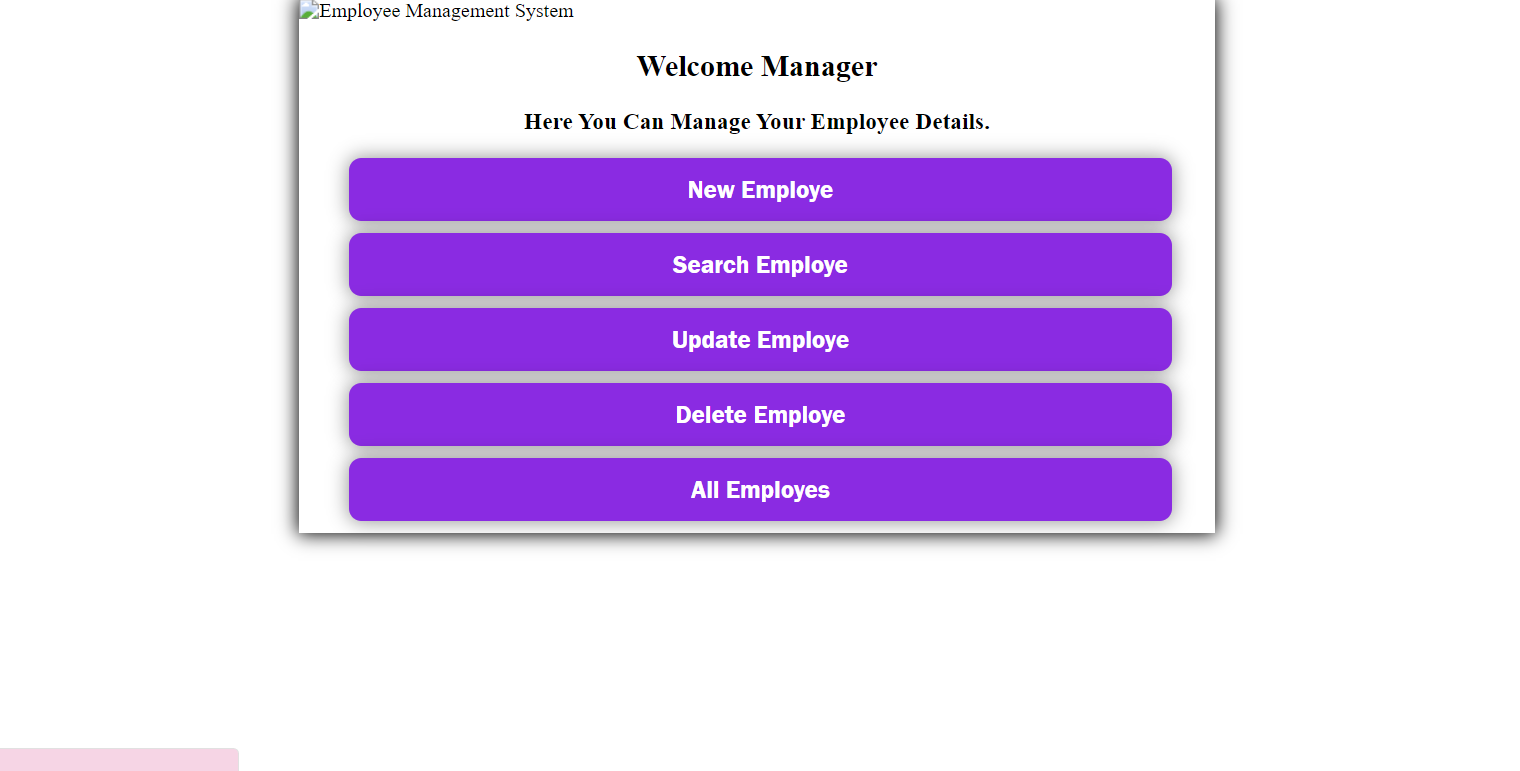 Employee Management System
Welcome Manager
Here You Can Manage Your Employee Details.
New Employe
Search Employe
Update Employe
Delete Employe
All Employes